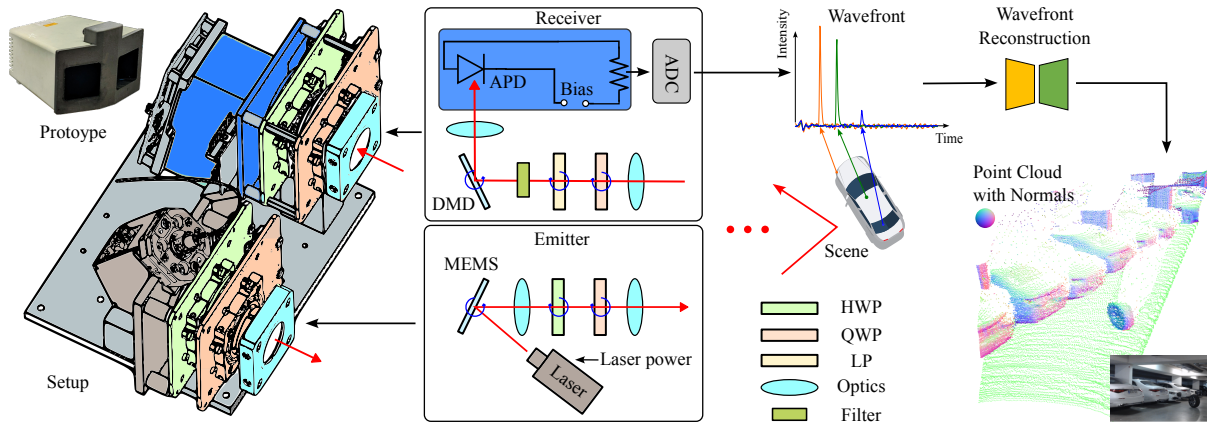 Protoype
Setup
Receiver
APD
Bias
ADC
DMD
Emitter
MEMS
Laser power
Laser
Wavefront
Intensity
Time
Scene
HWP
QWP
LP
Optics
Filter
Wavefront
Reconstruction
Point Cloud
with Normals